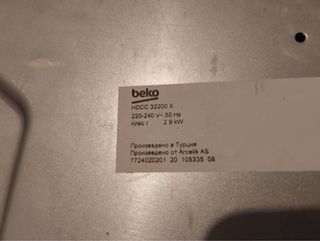 beko
HDCC 32200 X
220-240 V~ 50 Hz
Клас I 2.9 kW
Произведено в Турция
Произведено от Arcelik AS
7724020201 20 105335 08